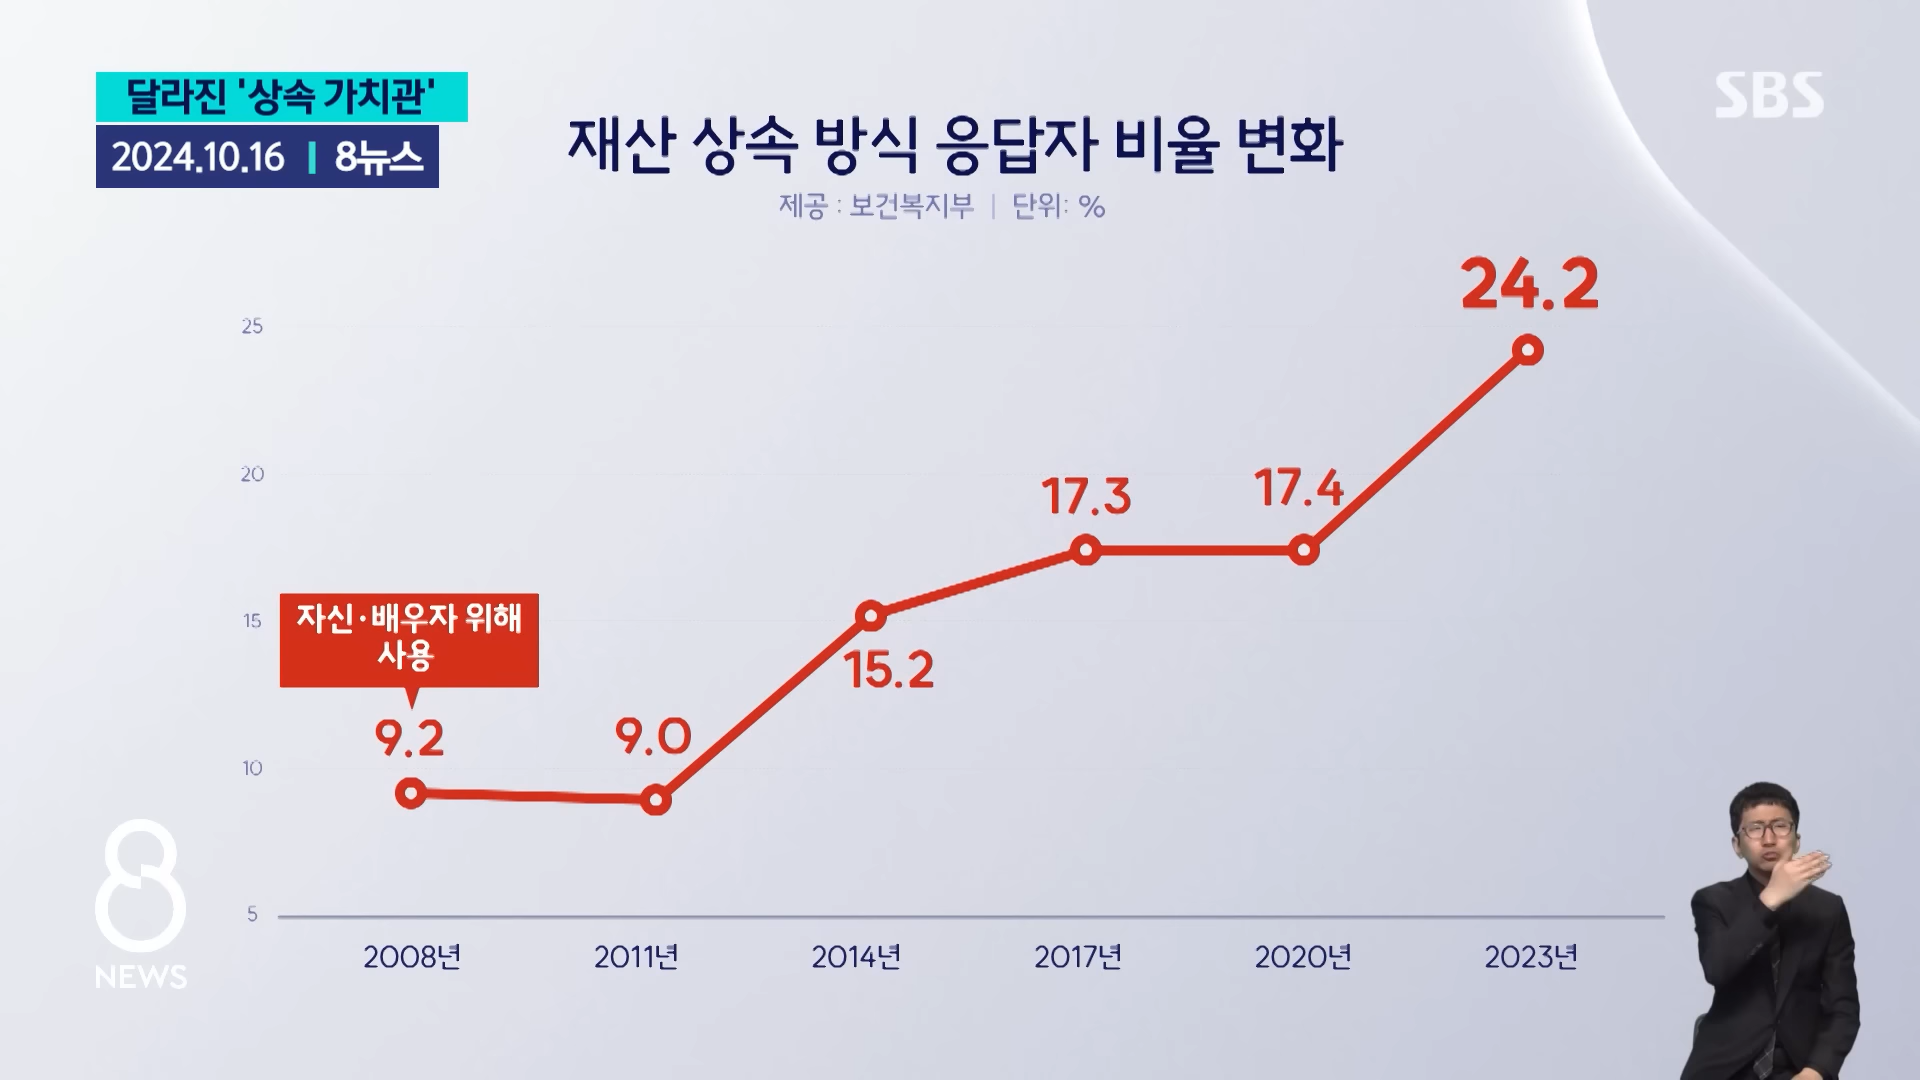 달라진 '상속 가치관'
2024.10.16 | 8뉴스
SBS
재산 상속 방식 응답자 비율 변화
제공 : 보건복지부 | 단위: %
24.2
25
20
17.3
17.4
자신·배우자 위해
사용
15
15.2
9.2
9.0
10
5
2008년 2011년 2014년 2017년 2020년 2023년
8
NEWS